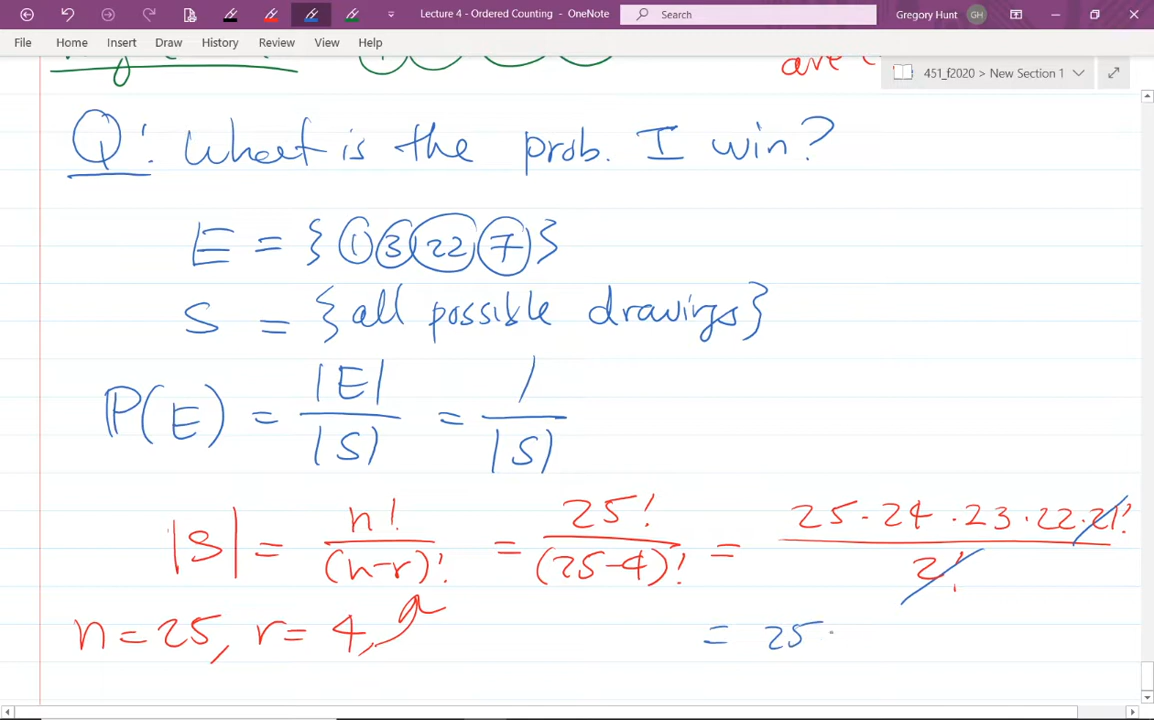 Lecture 4 - Ordered Counting - OneNote
Search
Gregory Hunt GH
File Home Insert Draw History Review View Help
are
451_f2020 > New Section 1
Q: What is the prob. I win?
E = {① ③ ㉒ ⑦}
S = {all possible drawings}
P(E) = |E| / |S| = 1 / |S|
|S| = n! / (n-r)! = 25! / (25-4)! = 25·24·23·22·21! / 21!
n=25, r=4,
= 25·